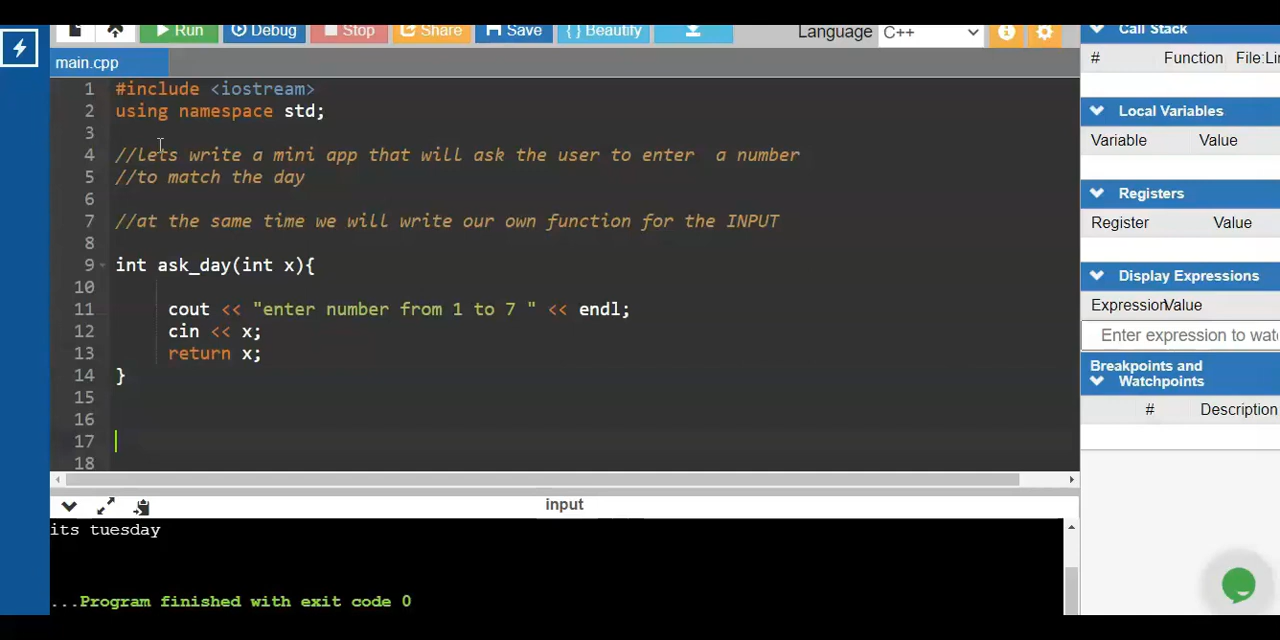 Run Debug Stop Share Save { } Beautify Language C++
main.cpp
1 #include <iostream>
2 using namespace std;
3
4 //lets write a mini app that will ask the user to enter  a number
5 //to match the day
6
7 //at the same time we will write our own function for the INPUT
8
9 int ask_day(int x){
10
11 cout << "enter number from 1 to 7 " << endl;
12 cin << x;
13 return x;
14 }
15
16
17
18
input
its tuesday
...Program finished with exit code 0
Call Stack
# Function File:Lin
Local Variables
Variable Value
Registers
Register Value
Display Expressions
Expression Value
Enter expression to wat
Breakpoints and
Watchpoints
# Description